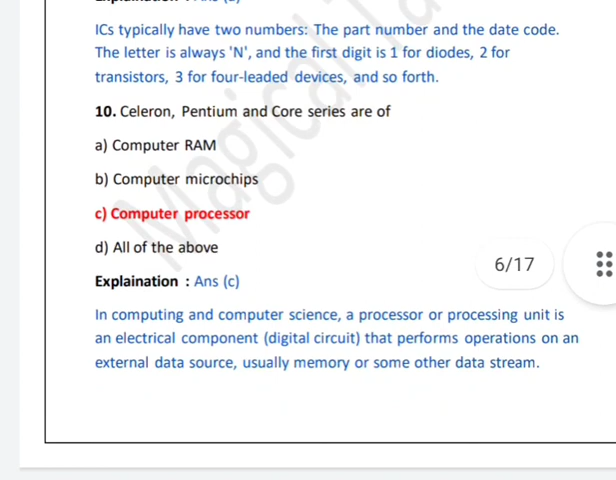 ICs typically have two numbers: The part number and the date code.
The letter is always 'N', and the first digit is 1 for diodes, 2 for
transistors, 3 for four-leaded devices, and so forth.
10. Celeron, Pentium and Core series are of
a) Computer RAM
b) Computer microchips
c) Computer processor
d) All of the above
6/17
Explaination : Ans (c)
In computing and computer science, a processor or processing unit is
an electrical component (digital circuit) that performs operations on an
external data source, usually memory or some other data stream.